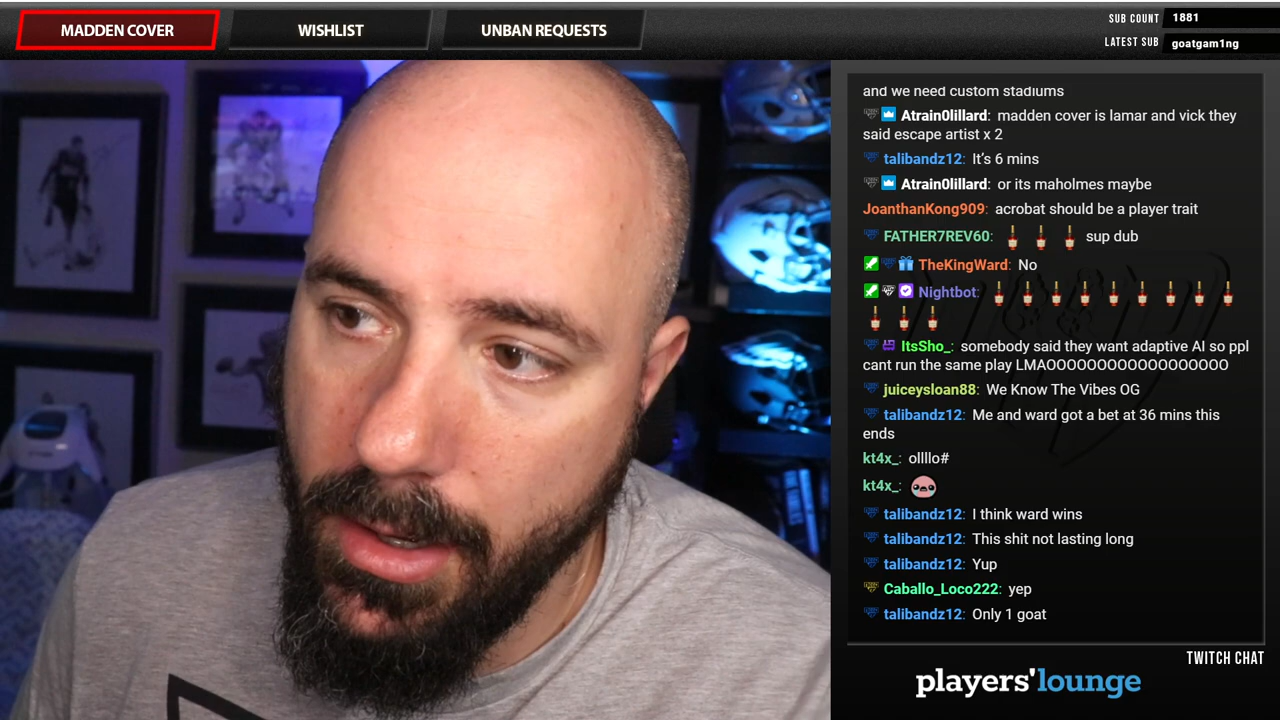 MADDEN COVER
WISHLIST
UNBAN REQUESTS
SUB COUNT 1881
LATEST SUB goatgam1ng
and we need custom stadiums
Atrain0lillard: madden cover is lamar and vick they
said escape artist x 2
talibandz12: It's 6 mins
Atrain0lillard: or its maholmes maybe
JoanthanKong909: acrobat should be a player trait
FATHER7REV60: sup dub
TheKingWard: No
Nightbot:
ItsSho_: somebody said they want adaptive AI so ppl
cant run the same play LMAOOOOOOOOOOOOOOOOOO
juiceysloan88: We Know The Vibes OG
talibandz12: Me and ward got a bet at 36 mins this
ends
kt4x_: ollllo#
kt4x_:
talibandz12: I think ward wins
talibandz12: This shit not lasting long
talibandz12: Yup
Caballo_Loco222: yep
talibandz12: Only 1 goat
TWITCH CHAT
players'lounge